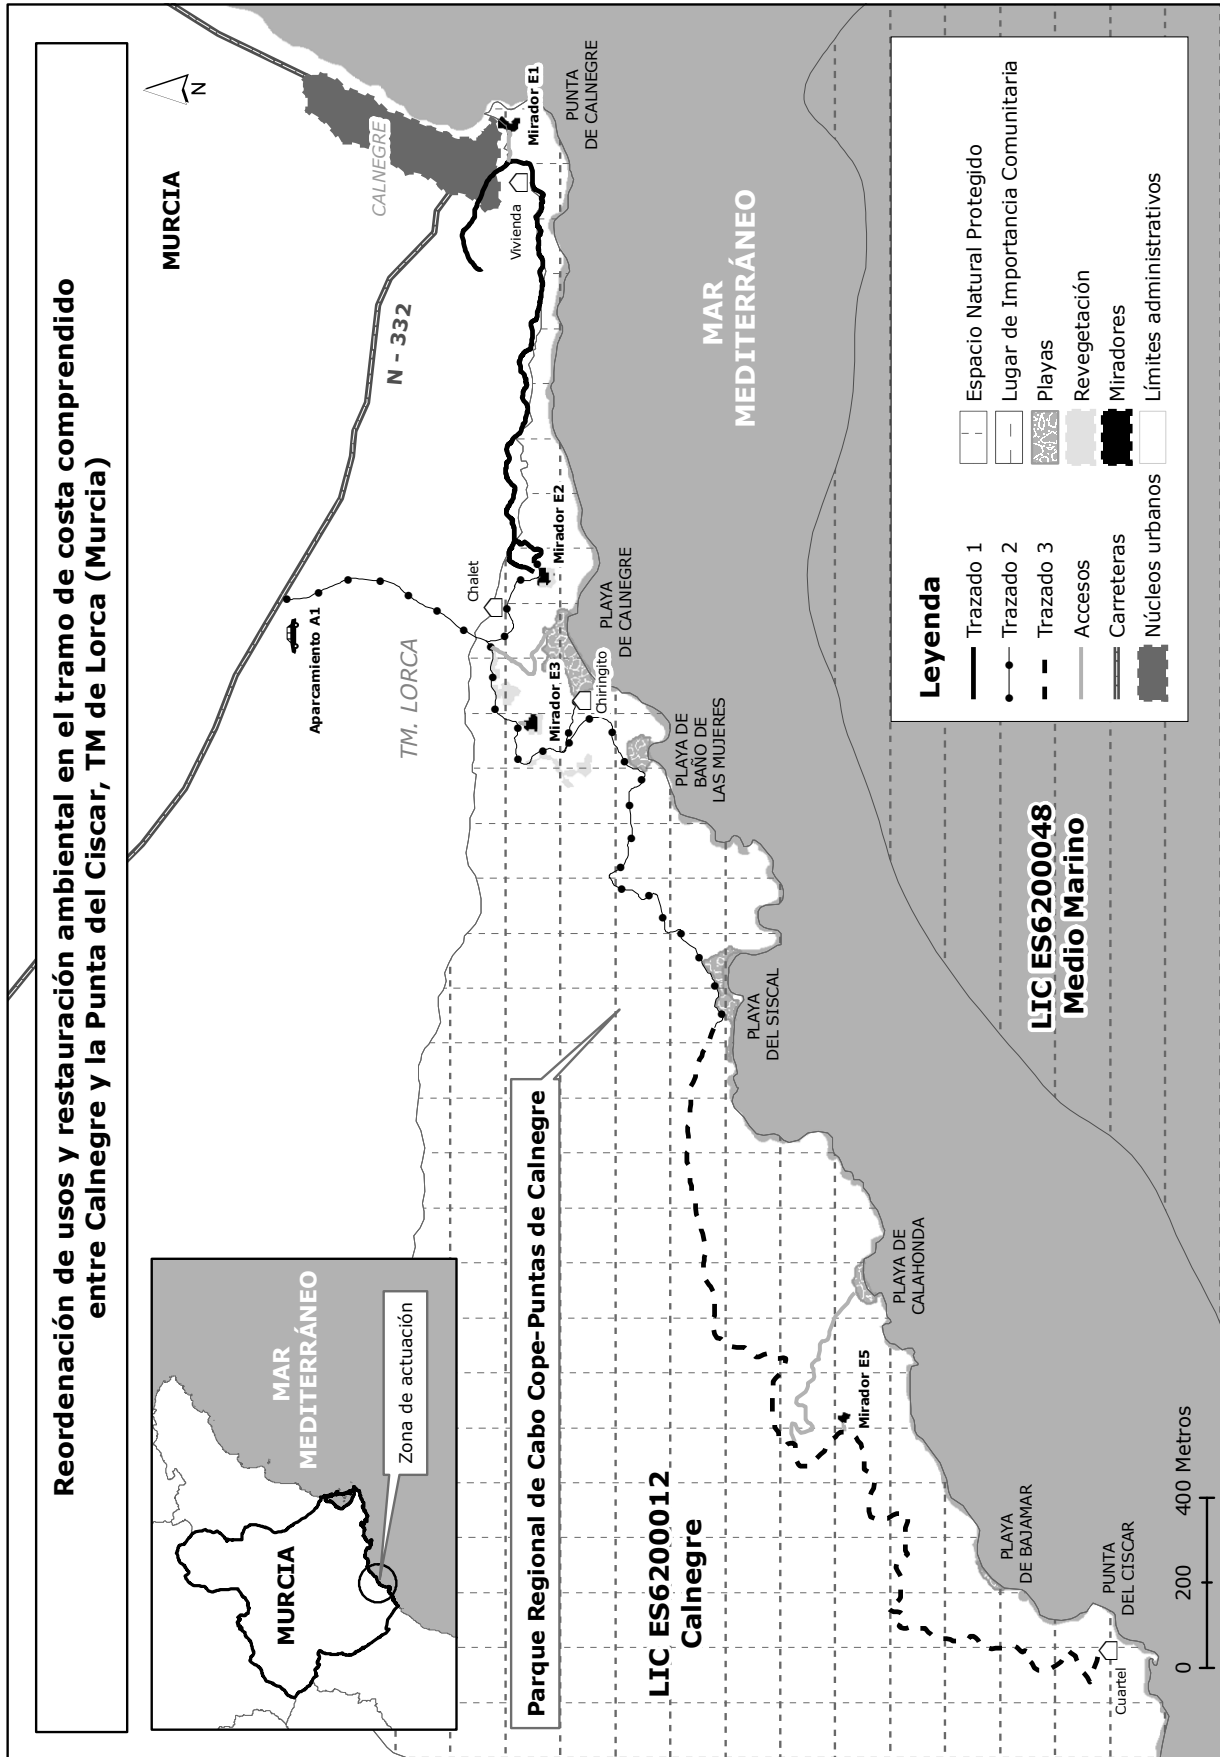 Reordenación de usos y restauración ambiental en el tramo de costa comprendido
entre Calnegre y la Punta del Ciscar, TM de Lorca (Murcia)
MURCIA
MAR
MEDITERRÁNEO
Zona de actuación
MURCIA
N
CALNEGRE
N - 332
Aparcamiento A1
TM. LORCA
Chalet
Vivienda
Mirador E1
PUNTA
DE CALNEGRE
Mirador E2
Mirador E3
PLAYA
DE CALNEGRE
Chiringito
PLAYA DE
BAÑO DE
LAS MUJERES
Parque Regional de Cabo Cope-Puntas de Calnegre
PLAYA
DEL SISCAL
MAR
MEDITERRÁNEO
LIC ES6200012
Calnegre
PLAYA DE
CALAHONDA
Mirador E5
PLAYA
DE BAJAMAR
PUNTA
DEL CISCAR
Cuartel
LIC ES6200048
Medio Marino
0 200 400 Metros
Leyenda
Trazado 1
Trazado 2
Trazado 3
Accesos
Carreteras
Núcleos urbanos
Espacio Natural Protegido
Lugar de Importancia Comunitaria
Playas
Revegetación
Miradores
Límites administrativos